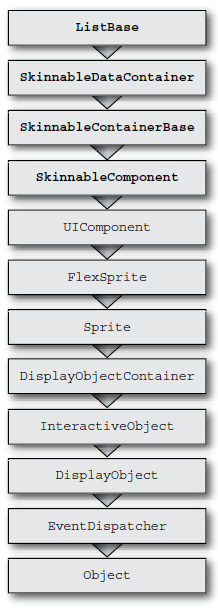 ListBase
SkinnableDataContainer
SkinnableContainerBase
SkinnableComponent
UIComponent
FlexSprite
Sprite
DisplayObjectContainer
InteractiveObject
DisplayObject
EventDispatcher
Object